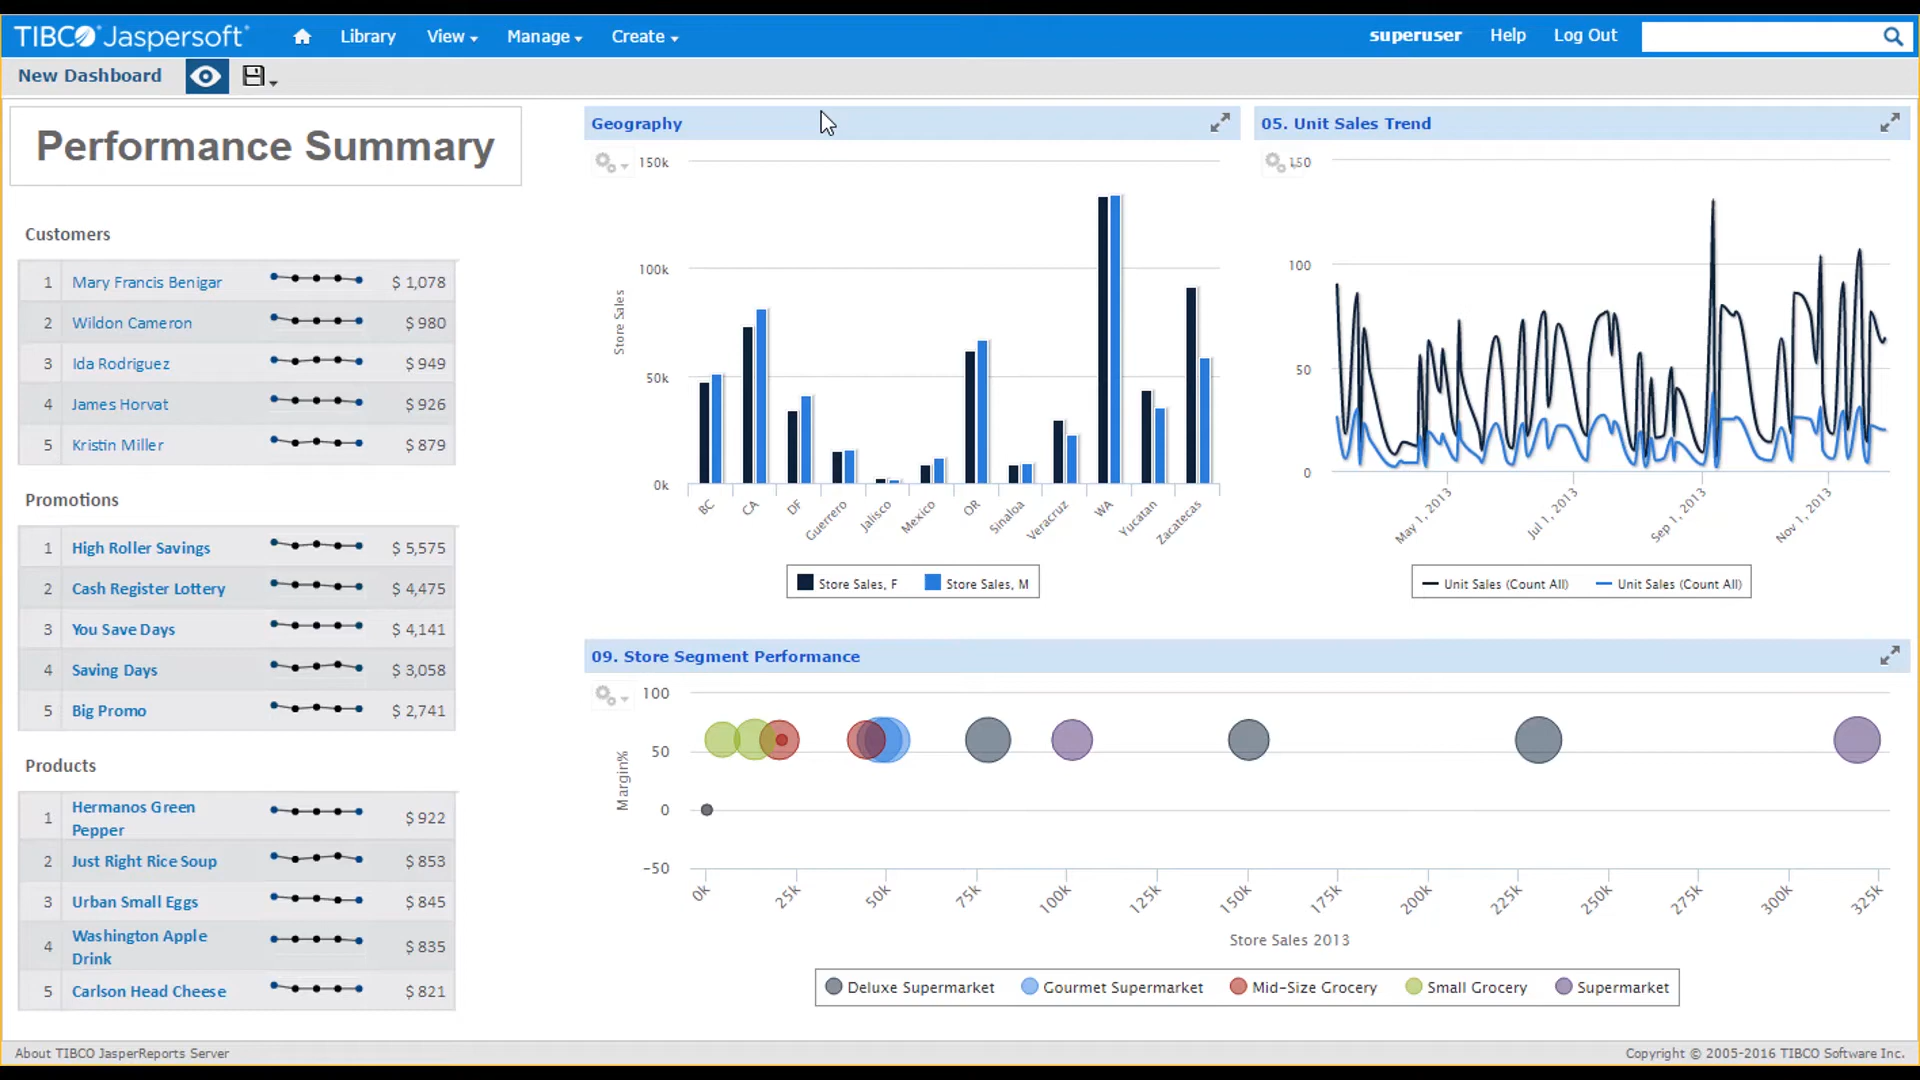 TIBCO Jaspersoft
Library View Manage Create
superuser Help Log Out
New Dashboard
Performance Summary
Customers
1 Mary Francis Benigar $ 1,078
2 Wildon Cameron $ 980
3 Ida Rodriguez $ 949
4 James Horvat $ 926
5 Kristin Miller $ 879
Promotions
1 High Roller Savings $ 5,575
2 Cash Register Lottery $ 4,475
3 You Save Days $ 4,141
4 Saving Days $ 3,058
5 Big Promo $ 2,741
Products
1 Hermanos Green
Pepper $ 922
2 Just Right Rice Soup $ 853
3 Urban Small Eggs $ 845
4 Washington Apple
Drink $ 835
5 Carlson Head Cheese $ 821
Geography
150k
100k
50k
0k
Store Sales
BC CA DF Guerrero Jalisco Mexico OR Sinaloa Veracruz WA Yucatan Zacatecas
Store Sales, F Store Sales, M
05. Unit Sales Trend
150
100
50
0
May 1, 2013 Jul 1, 2013 Sep 1, 2013 Nov 1, 2013
Unit Sales (Count All) Unit Sales (Count All)
09. Store Segment Performance
100
50
0
-50
Margin%
0k 25k 50k 75k 100k 125k 150k 175k 200k 225k 250k 275k 300k 325k
Store Sales 2013
Deluxe Supermarket Gourmet Supermarket Mid-Size Grocery Small Grocery Supermarket
About TIBCO JasperReports Server
Copyright © 2005-2016 TIBCO Software Inc.